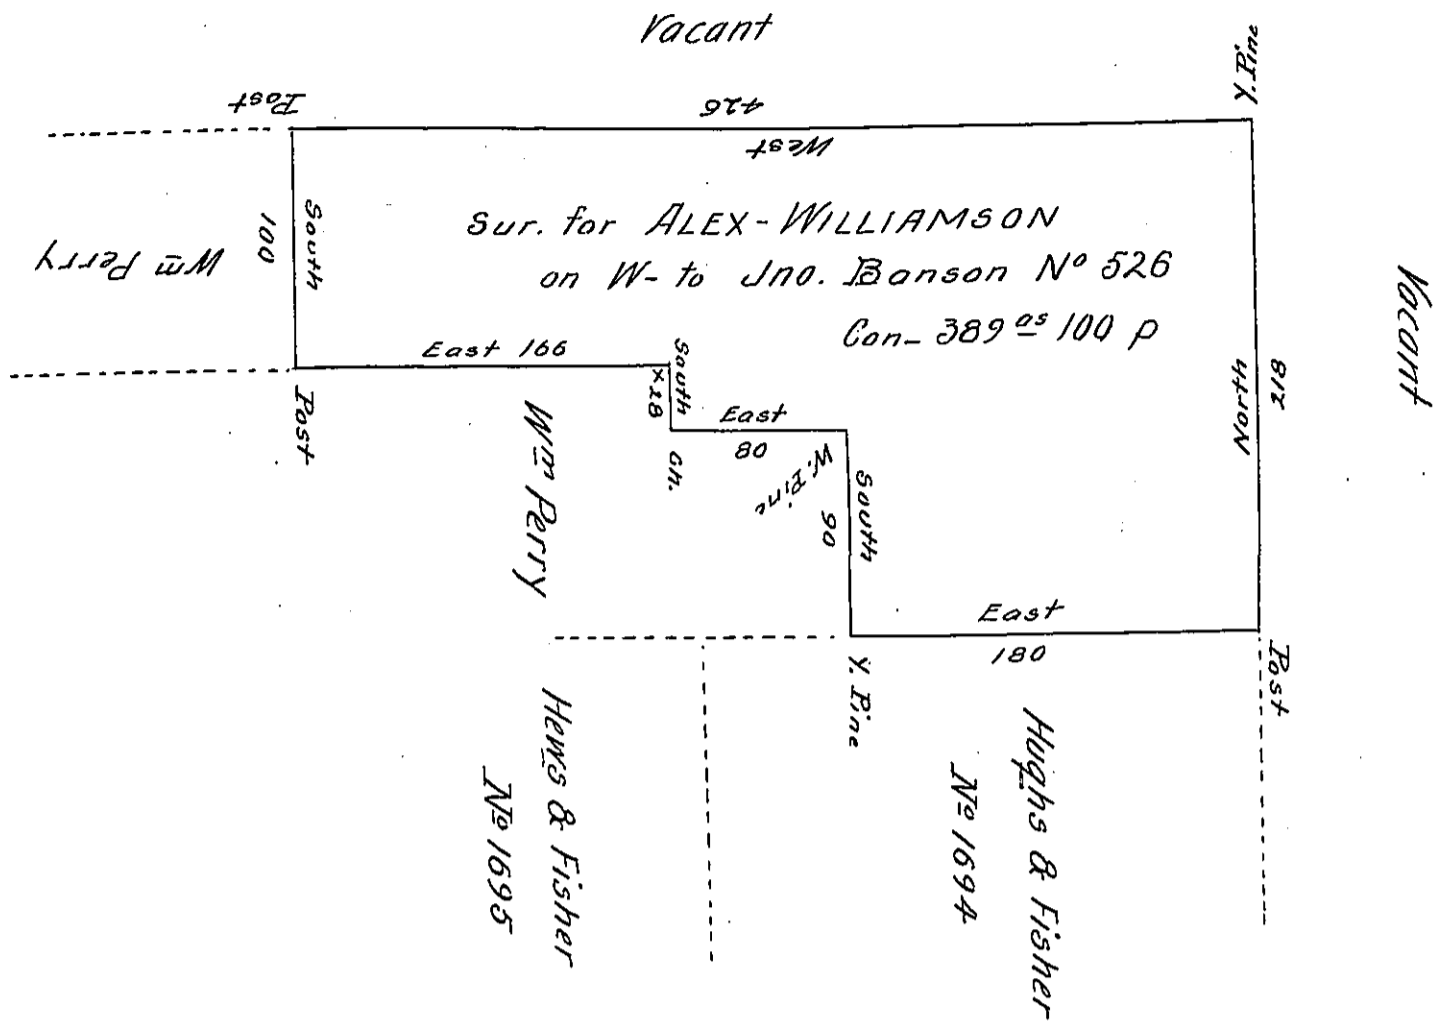 Vacant
Y. Pine
Post
426
West
Vacant
Wm Perry
South
100
Sur. for ALEX-WILLIAMSON
on W- to Jno. Banson No 526
Con- 389 as 100 p
East 166
South
x28
East
80
North
218
Post
Wm Perry
Ch.
W. Pine
South
90
East
180
Y. Pine
Post
Hews & Fisher
No 1695
Hughs & Fisher
No 1694